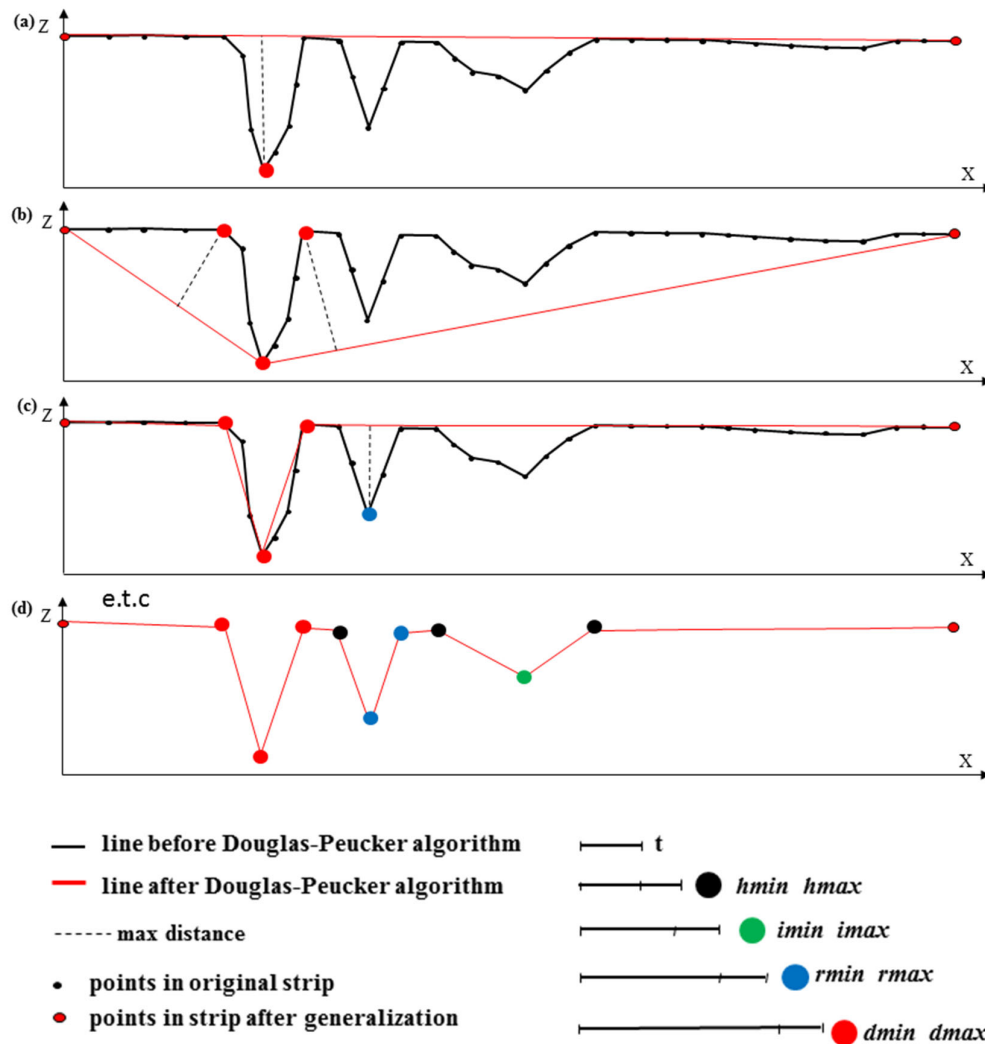 (a) Z
X
(b) Z
X
(c) Z
X
e.t.c
(d) Z
X
line before Douglas-Peucker algorithm
line after Douglas-Peucker algorithm
max distance
points in original strip
points in strip after generalization
t
hmin hmax
imin imax
rmin rmax
dmin dmax